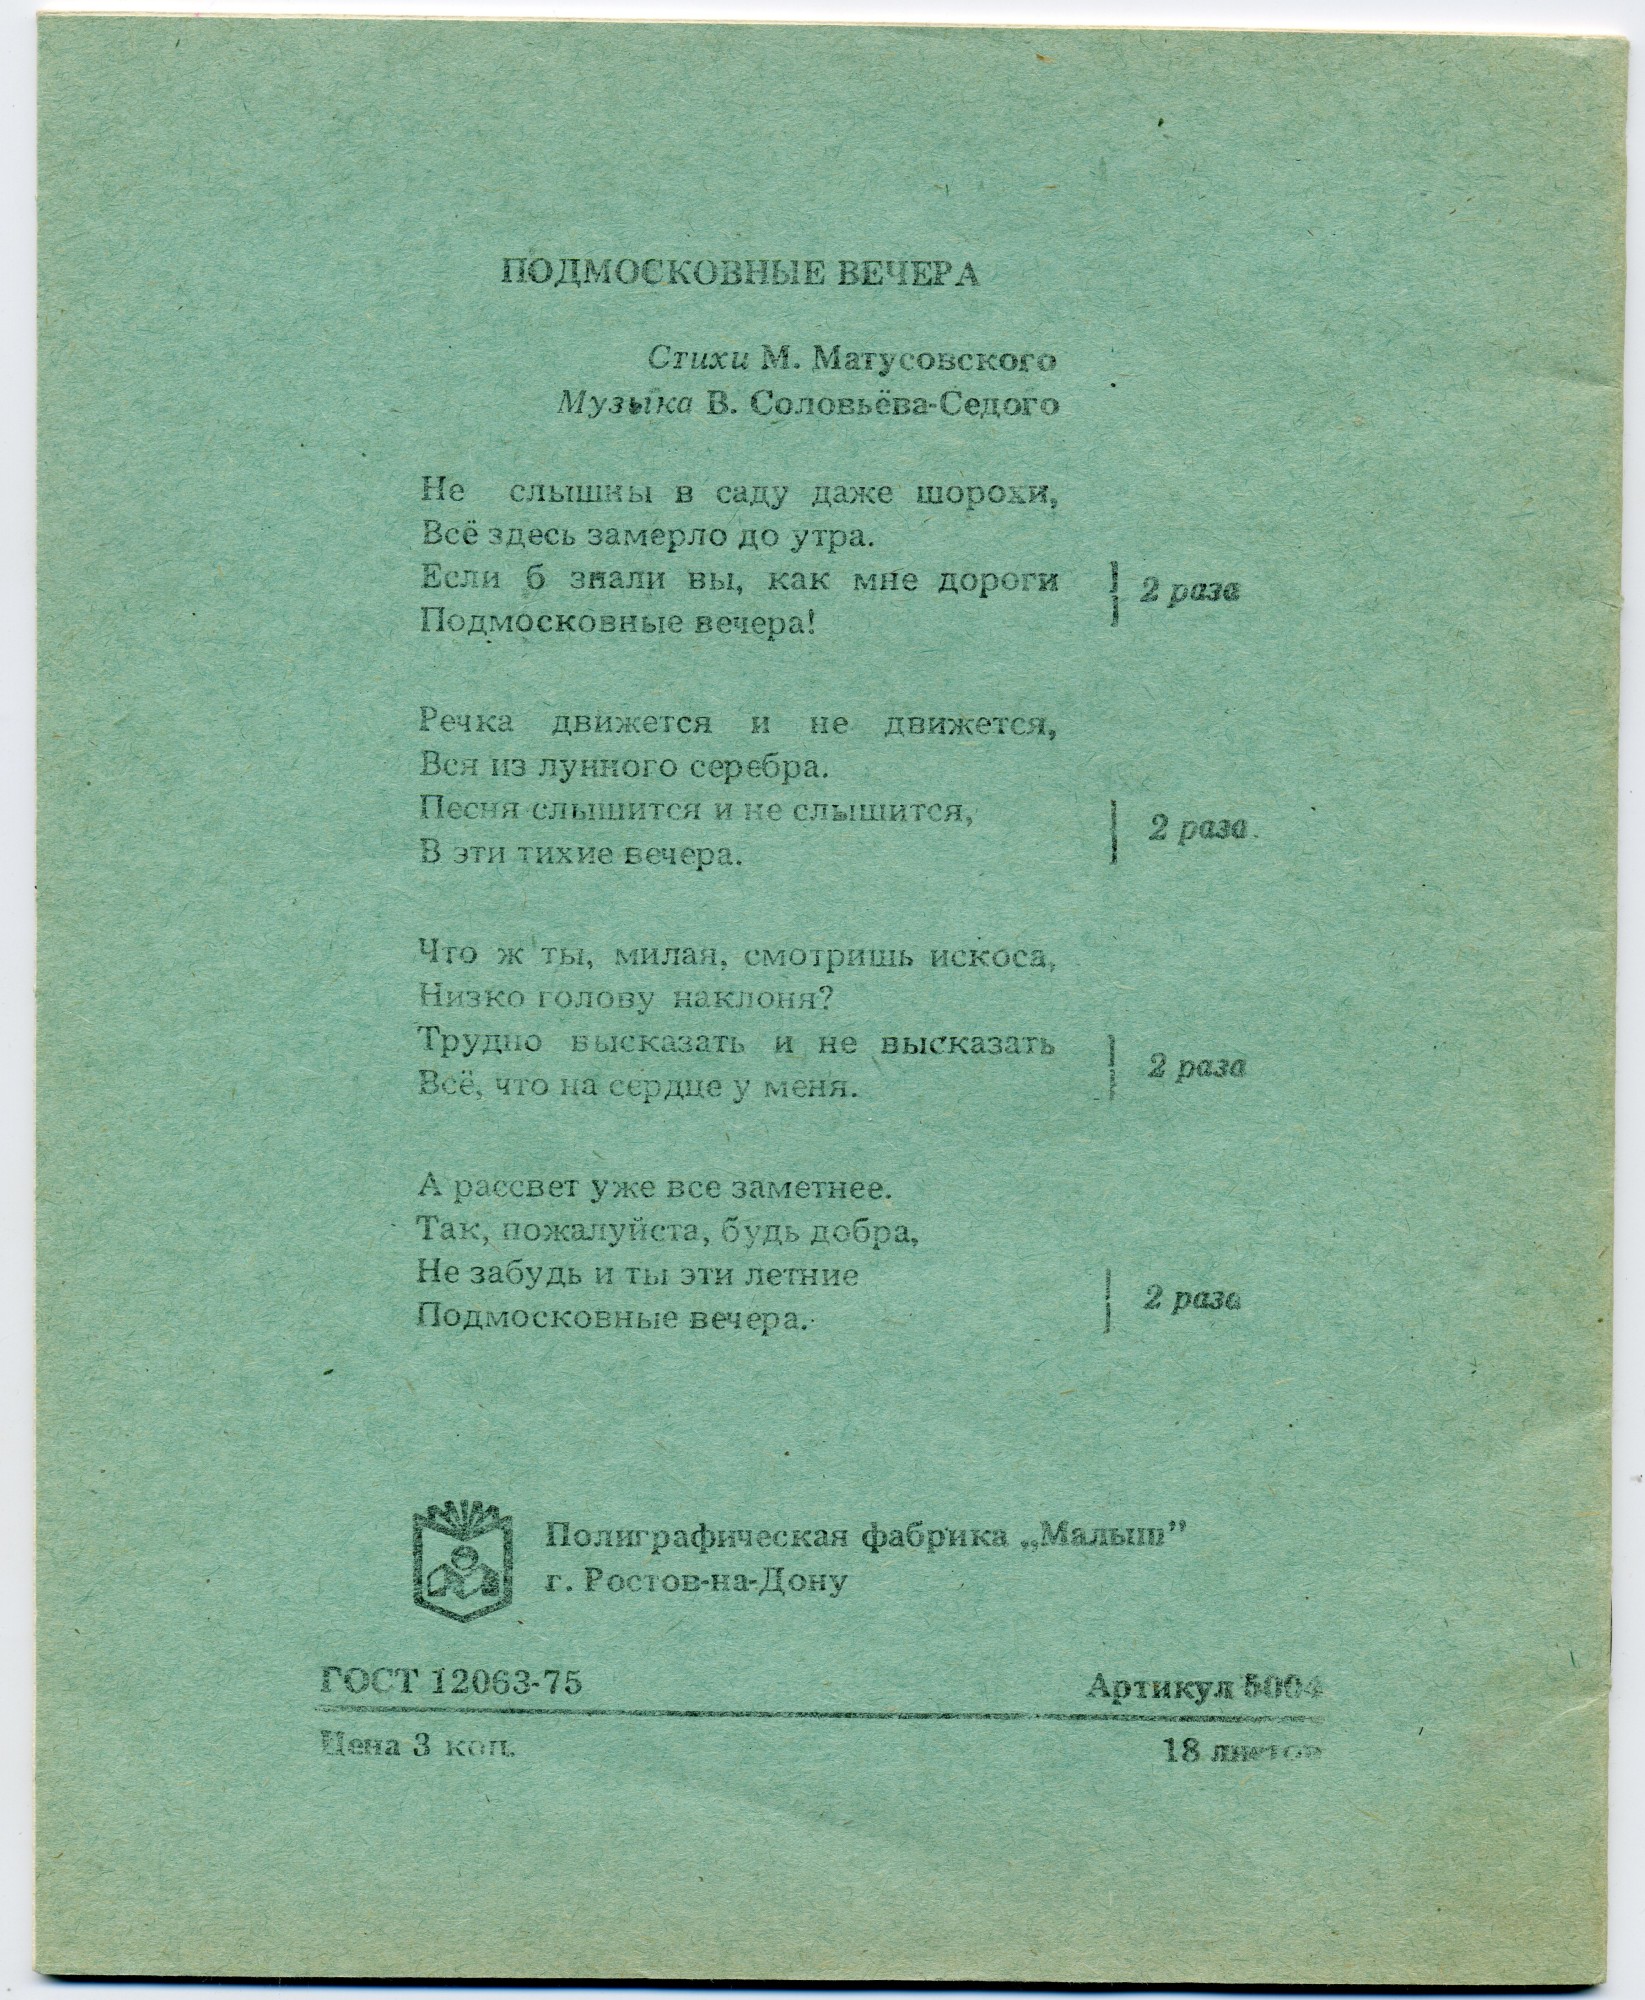 ПОДМОСКОВНЫЕ ВЕЧЕРА
Стихи М. Матусовского
Музыка В. Соловьёва-Седого
Не слышны в саду даже шорохи,
Всё здесь замерло до утра.
Если б знали вы, как мне дороги
Подмосковные вечера!
2 раза
Речка движется и не движется,
Вся из лунного серебра.
Песня слышится и не слышится,
В эти тихие вечера.
2 раза
Что ж ты, милая, смотришь искоса,
Низко голову наклоня?
Трудно высказать и не высказать
Всё, что на сердце у меня.
2 раза
А рассвет уже все заметнее.
Так, пожалуйста, будь добра,
Не забудь и ты эти летние
Подмосковные вечера.
2 раза
Полиграфическая фабрика „Малыш”
г. Ростов-на-Дону
ГОСТ 12063-75
Артикул 5004
Цена 3 коп.
18 листов